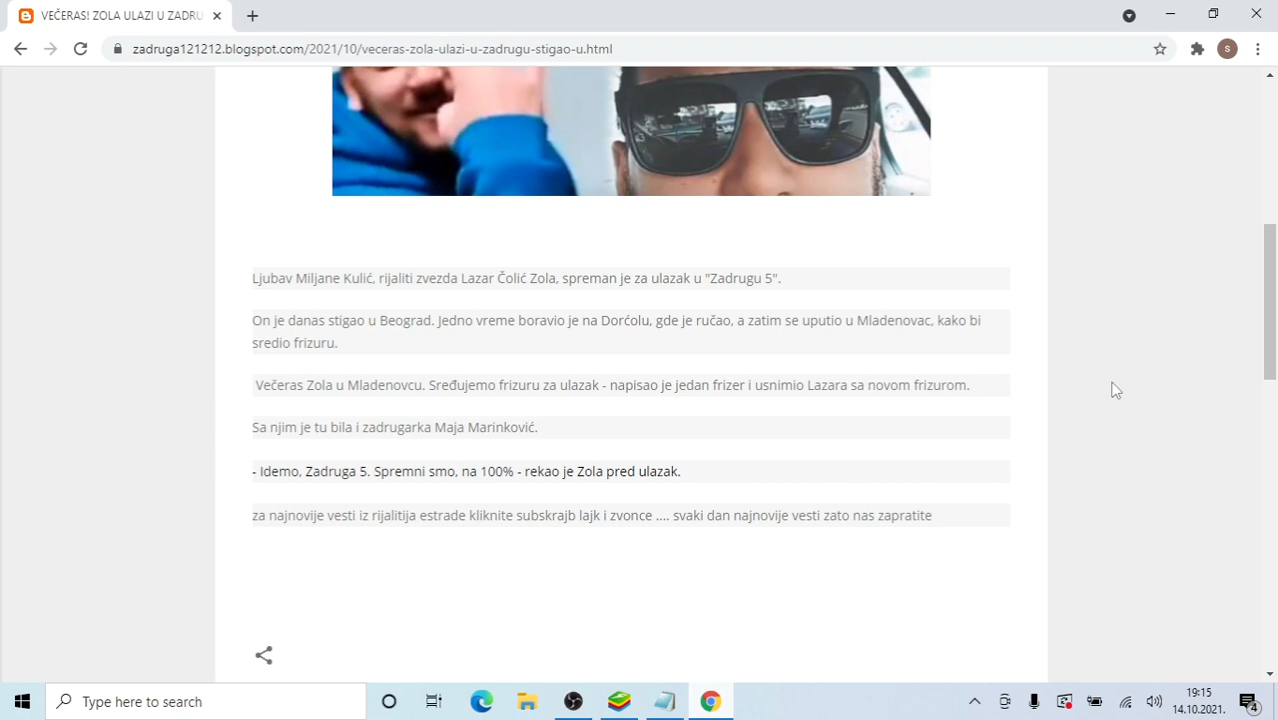 VEČERAS! ZOLA ULAZI U ZADRU
zadruga121212.blogspot.com/2021/10/veceras-zola-ulazi-u-zadrugu-stigao-u.html
S
Ljubav Miljane Kulić, rijaliti zvezda Lazar Čolić Zola, spreman je za ulazak u "Zadrugu 5".
On je danas stigao u Beograd. Jedno vreme boravio je na Dorćolu, gde je ručao, a zatim se uputio u Mladenovac, kako bi
sredio frizuru.
Večeras Zola u Mladenovcu. Sređujemo frizuru za ulazak - napisao je jedan frizer i usnimio Lazara sa novom frizurom.
Sa njim je tu bila i zadrugarka Maja Marinković.
- Idemo, Zadruga 5. Spremni smo, na 100% - rekao je Zola pred ulazak.
za najnovije vesti iz rijalitija estrade kliknite subskrajb lajk i zvonce .... svaki dan najnovije vesti zato nas zapratite
Type here to search
19:15
14.10.2021.
4